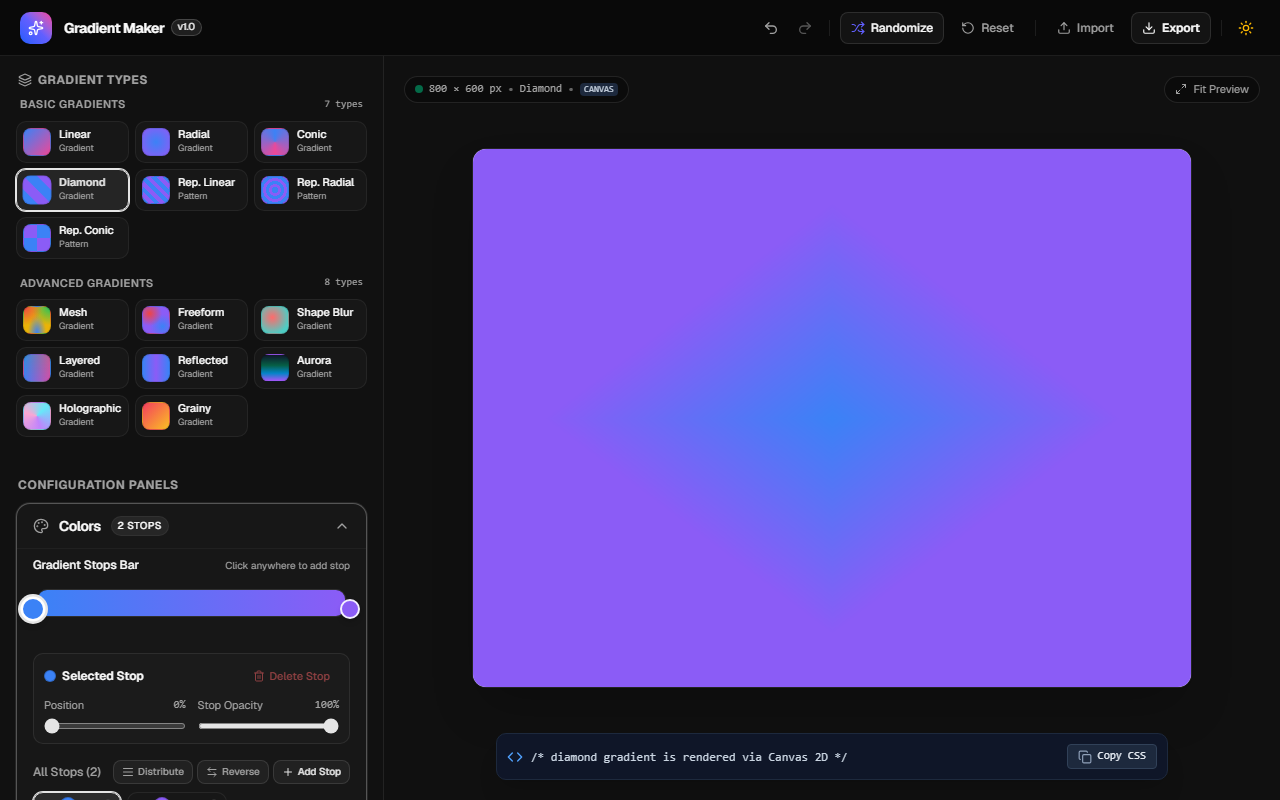 Gradient Maker v1.0
Randomize
Reset
Import
Export
GRADIENT TYPES
BASIC GRADIENTS 7 types
Linear
Gradient
Radial
Gradient
Conic
Gradient
Diamond
Gradient
Rep. Linear
Pattern
Rep. Radial
Pattern
Rep. Conic
Pattern
ADVANCED GRADIENTS 8 types
Mesh
Gradient
Freeform
Gradient
Shape Blur
Gradient
Layered
Gradient
Reflected
Gradient
Aurora
Gradient
Holographic
Gradient
Grainy
Gradient
CONFIGURATION PANELS
Colors 2 STOPS
Gradient Stops Bar Click anywhere to add stop
Selected Stop Delete Stop
Position 0% Stop Opacity 100%
All Stops (2) Distribute Reverse + Add Stop
800 × 600 px • Diamond • CANVAS
Fit Preview
/* diamond gradient is rendered via Canvas 2D */
Copy CSS